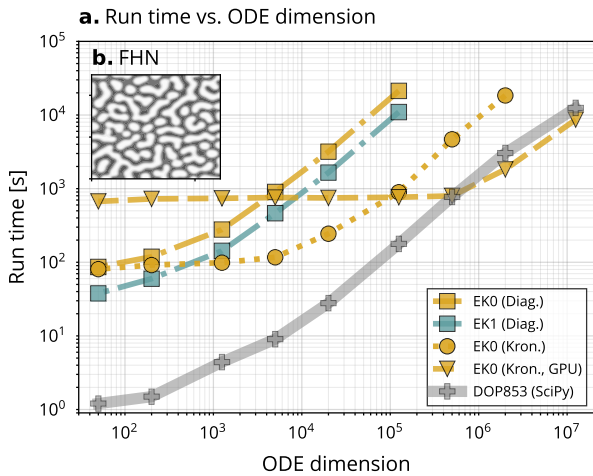 a. Run time vs. ODE dimension
b. FHN
Run time [s]
10^5
10^4
10^3
10^2
10^1
10^0
EK0 (Diag.)
EK1 (Diag.)
EK0 (Kron.)
EK0 (Kron., GPU)
DOP853 (SciPy)
10^2 10^3 10^4 10^5 10^6 10^7
ODE dimension